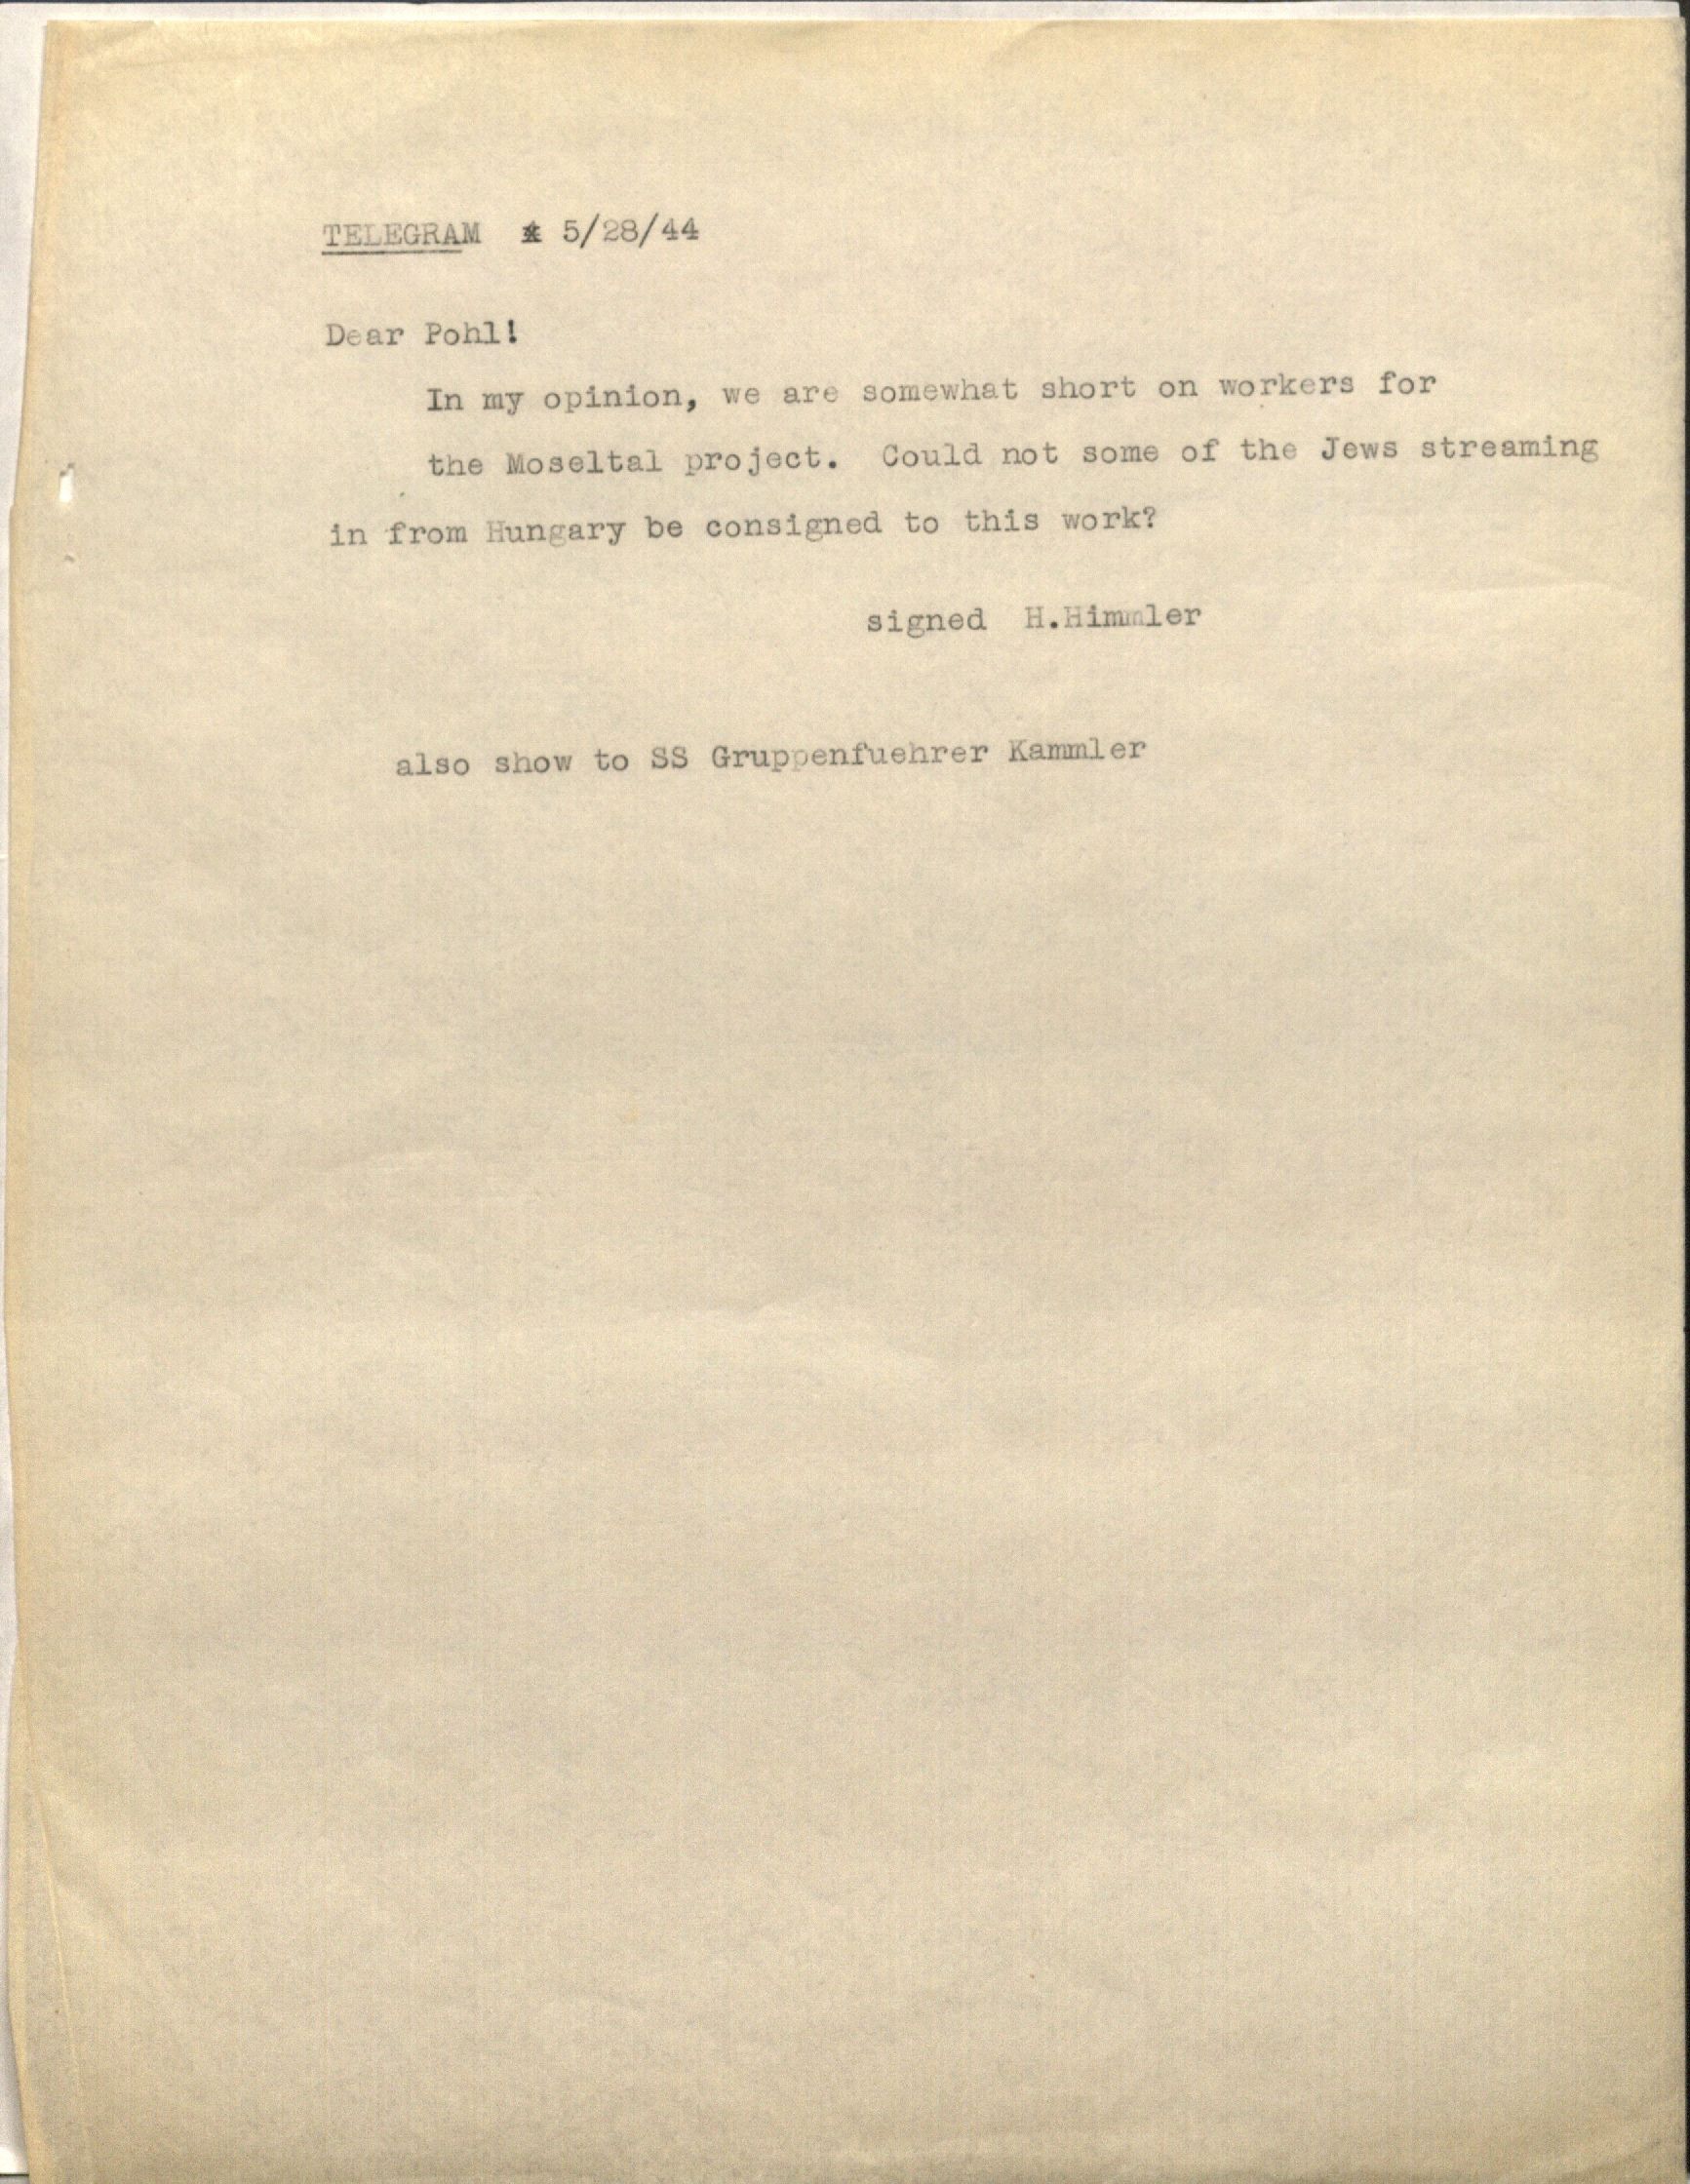 TELEGRAM 5/28/44
Dear Pohl!
In my opinion, we are somewhat short on workers for
the Moseltal project. Could not some of the Jews streaming
in from Hungary be consigned to this work?
signed H.Himmler
also show to SS Gruppenfuehrer Kammler